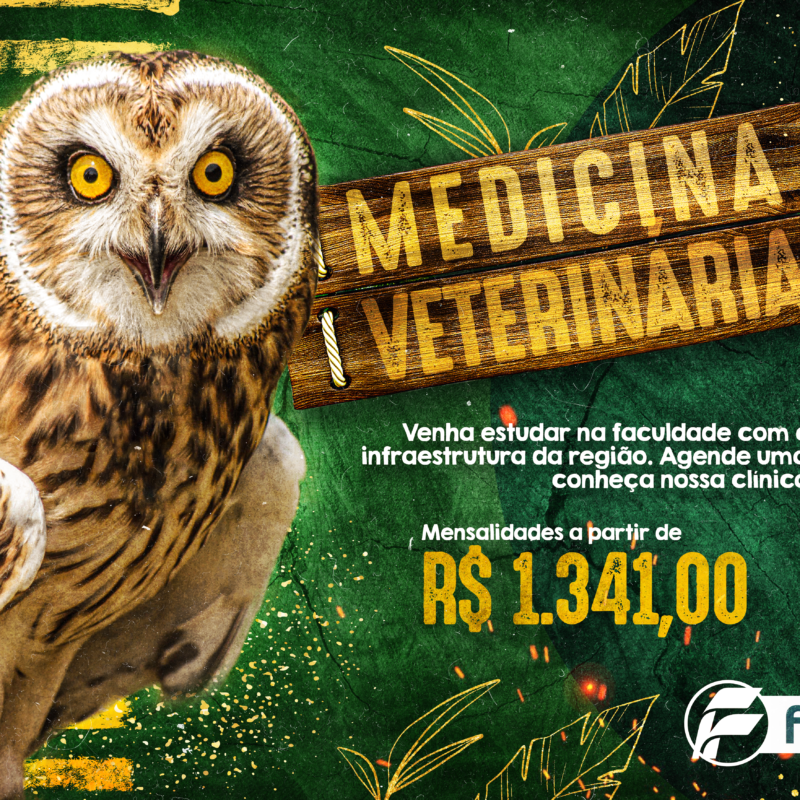 MEDICINA
VETERINÁRIA
Venha estudar na faculdade com
infraestrutura da região. Agende uma
conheça nossa clínica
Mensalidades a partir de
R$ 1.341,00
F